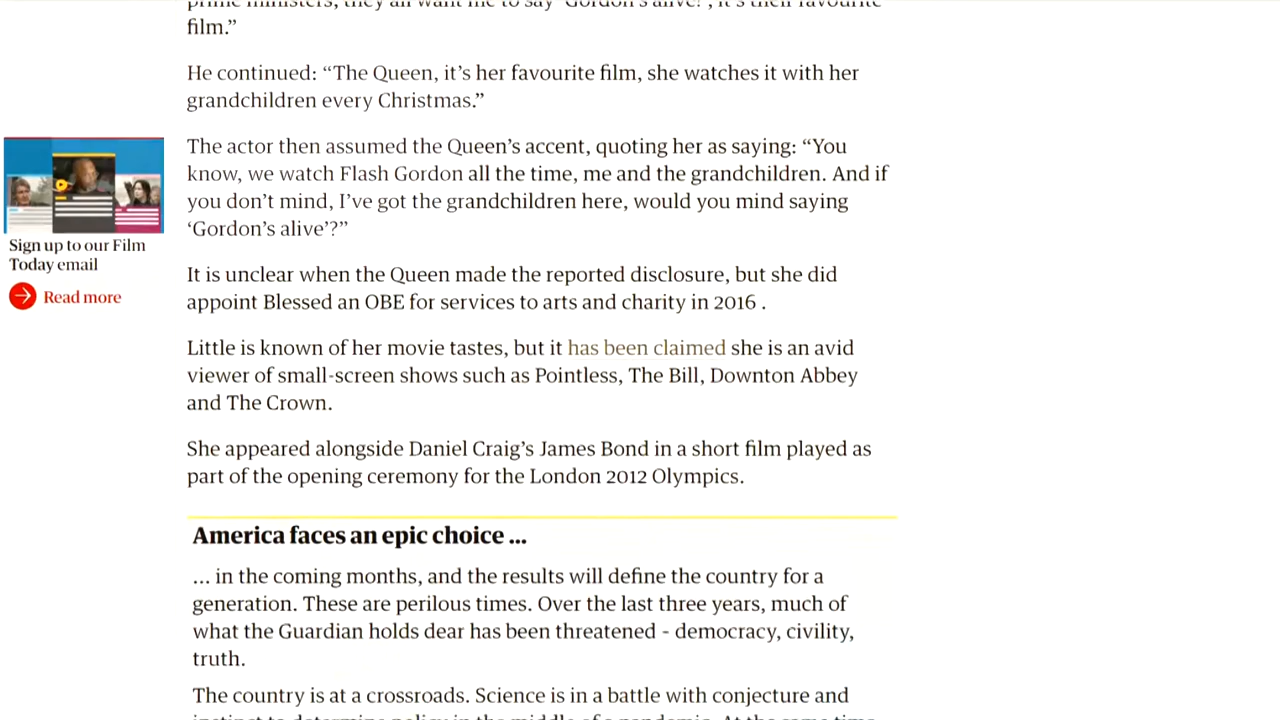 film.”
He continued: “The Queen, it’s her favourite film, she watches it with her
grandchildren every Christmas.”
The actor then assumed the Queen’s accent, quoting her as saying: “You
know, we watch Flash Gordon all the time, me and the grandchildren. And if
you don’t mind, I’ve got the grandchildren here, would you mind saying
‘Gordon’s alive’?”
Sign up to our Film
Today email
Read more
It is unclear when the Queen made the reported disclosure, but she did
appoint Blessed an OBE for services to arts and charity in 2016 .
Little is known of her movie tastes, but it has been claimed she is an avid
viewer of small-screen shows such as Pointless, The Bill, Downton Abbey
and The Crown.
She appeared alongside Daniel Craig’s James Bond in a short film played as
part of the opening ceremony for the London 2012 Olympics.
America faces an epic choice ...
... in the coming months, and the results will define the country for a
generation. These are perilous times. Over the last three years, much of
what the Guardian holds dear has been threatened - democracy, civility,
truth.
The country is at a crossroads. Science is in a battle with conjecture and